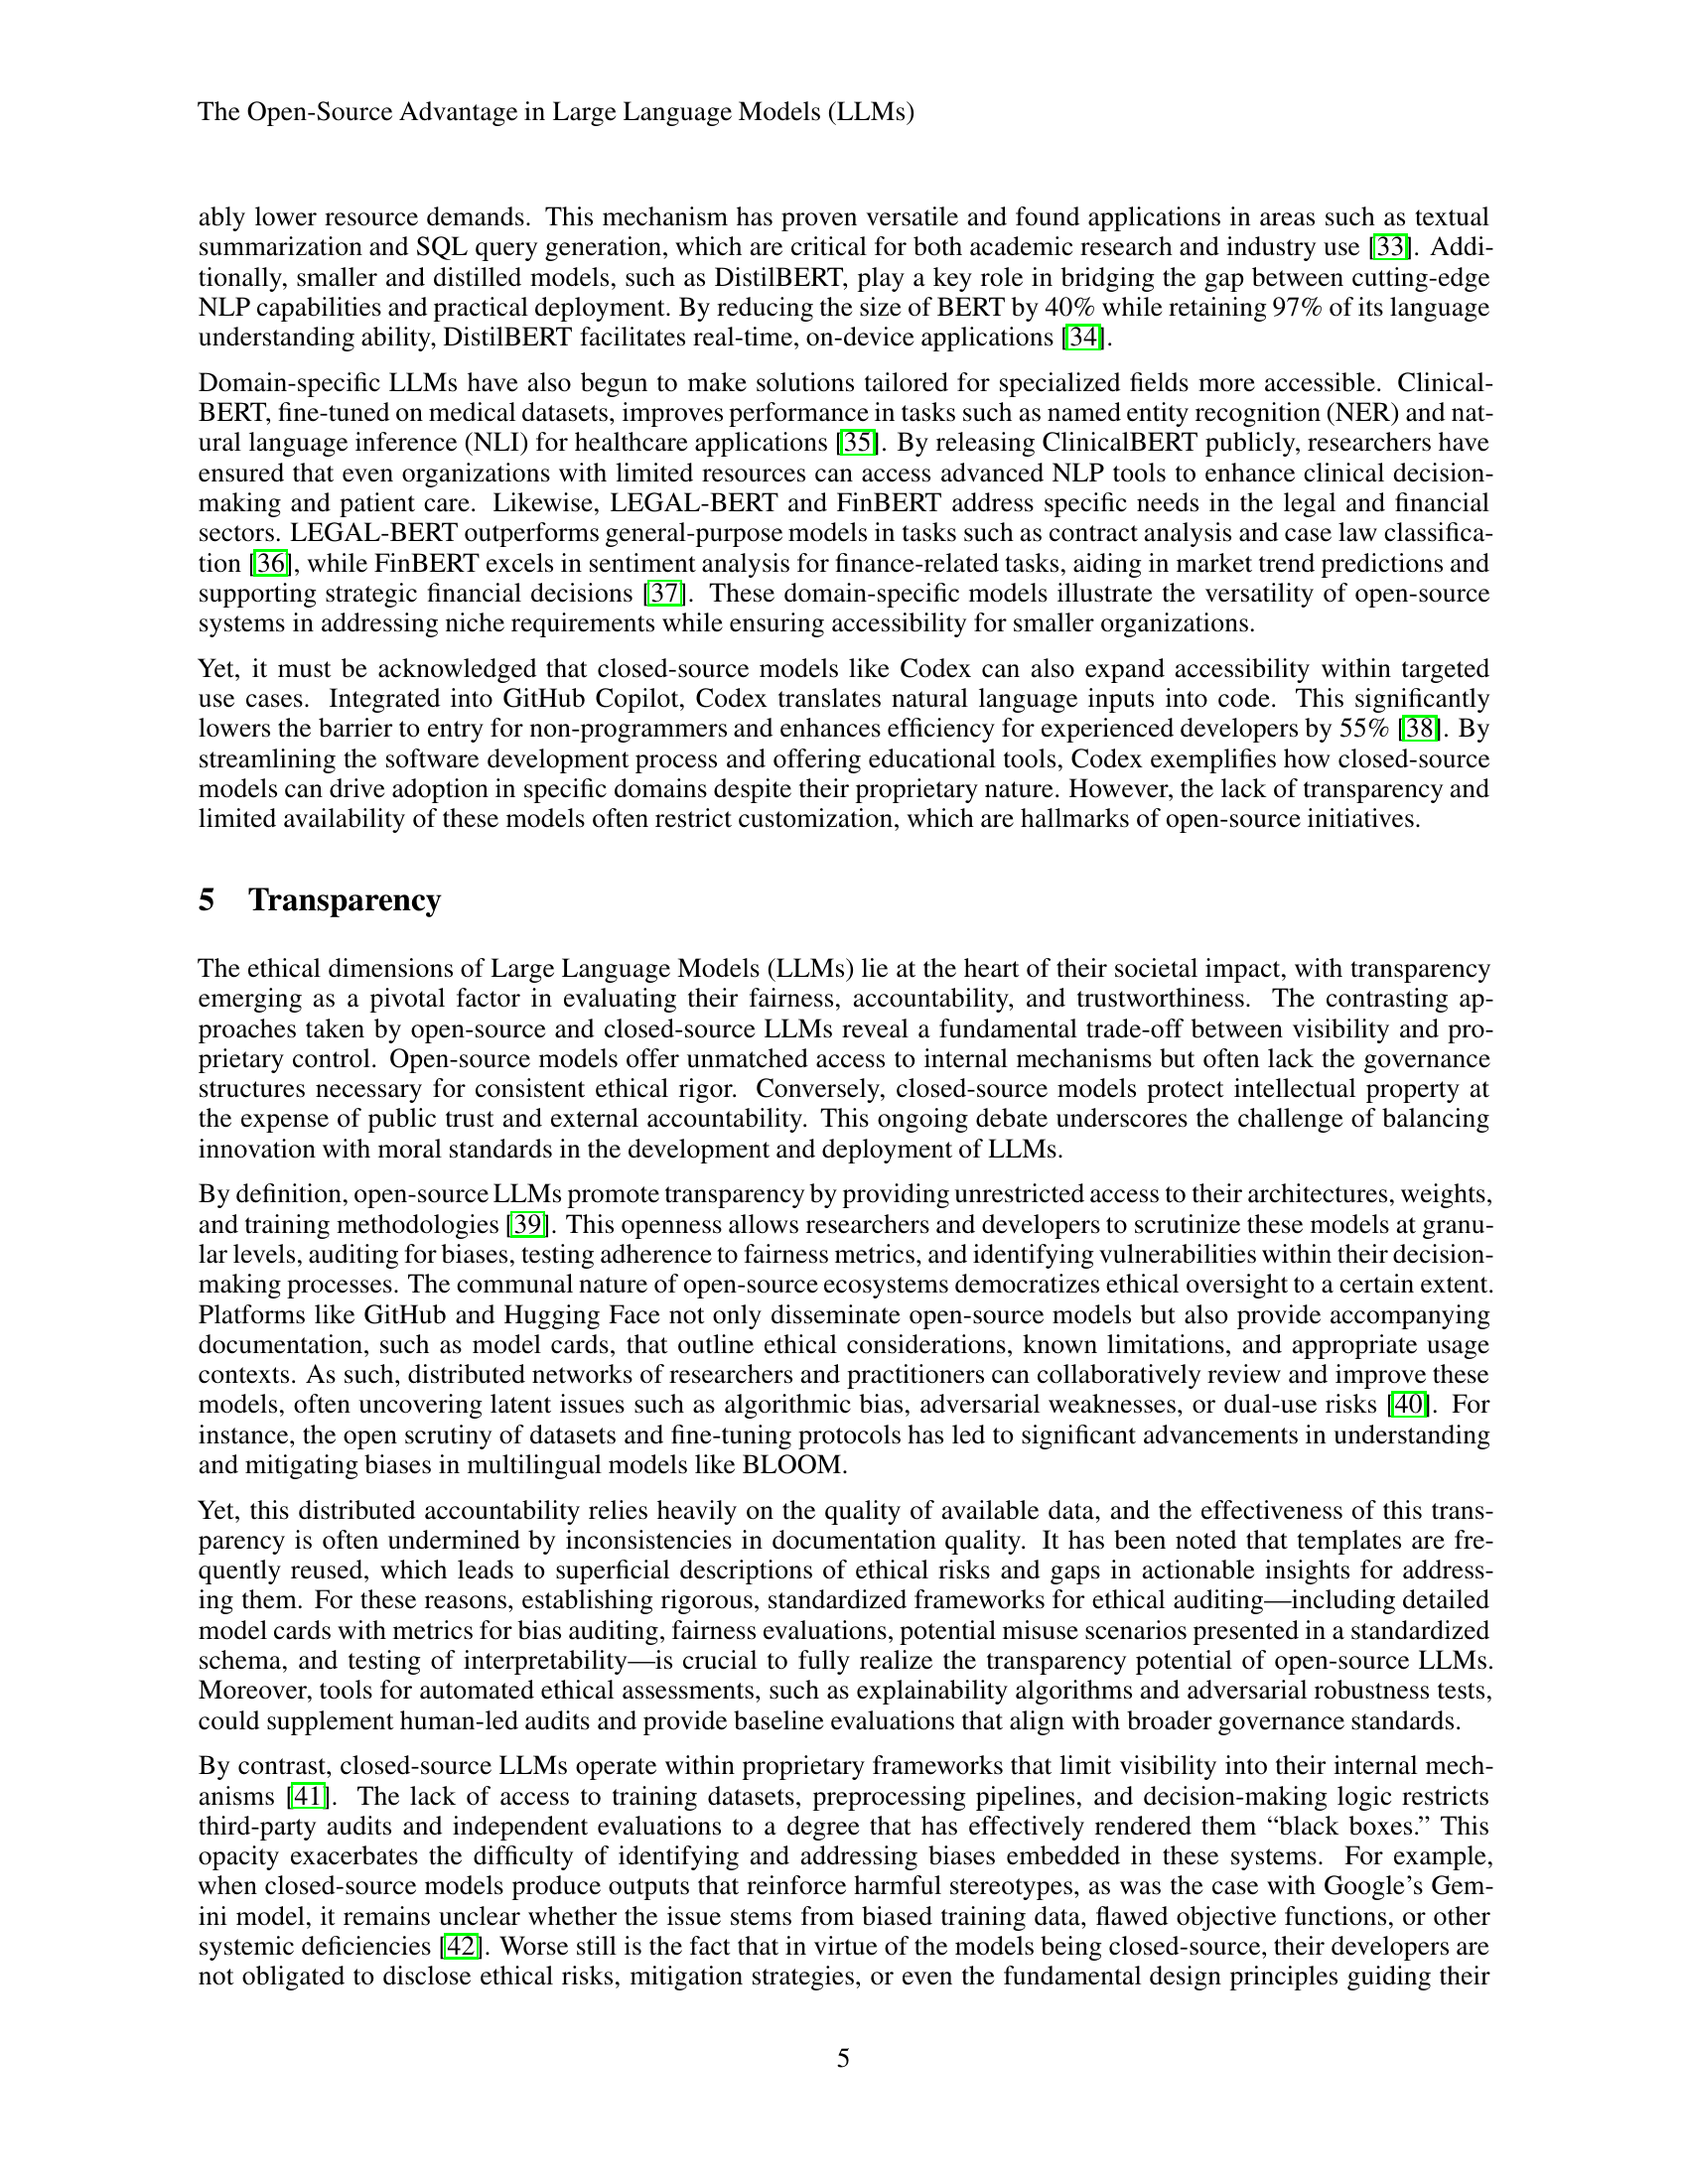 The Open-Source Advantage in Large Language Models (LLMs)
ably lower resource demands. This mechanism has proven versatile and found applications in areas such as textual
summarization and SQL query generation, which are critical for both academic research and industry use [33]. Addi-
tionally, smaller and distilled models, such as DistilBERT, play a key role in bridging the gap between cutting-edge
NLP capabilities and practical deployment. By reducing the size of BERT by 40% while retaining 97% of its language
understanding ability, DistilBERT facilitates real-time, on-device applications [34].
Domain-specific LLMs have also begun to make solutions tailored for specialized fields more accessible. Clinical-
BERT, fine-tuned on medical datasets, improves performance in tasks such as named entity recognition (NER) and nat-
ural language inference (NLI) for healthcare applications [35]. By releasing ClinicalBERT publicly, researchers have
ensured that even organizations with limited resources can access advanced NLP tools to enhance clinical decision-
making and patient care. Likewise, LEGAL-BERT and FinBERT address specific needs in the legal and financial
sectors. LEGAL-BERT outperforms general-purpose models in tasks such as contract analysis and case law classifica-
tion [36], while FinBERT excels in sentiment analysis for finance-related tasks, aiding in market trend predictions and
supporting strategic financial decisions [37]. These domain-specific models illustrate the versatility of open-source
systems in addressing niche requirements while ensuring accessibility for smaller organizations.
Yet, it must be acknowledged that closed-source models like Codex can also expand accessibility within targeted
use cases. Integrated into GitHub Copilot, Codex translates natural language inputs into code. This significantly
lowers the barrier to entry for non-programmers and enhances efficiency for experienced developers by 55% [38]. By
streamlining the software development process and offering educational tools, Codex exemplifies how closed-source
models can drive adoption in specific domains despite their proprietary nature. However, the lack of transparency and
limited availability of these models often restrict customization, which are hallmarks of open-source initiatives.
5 Transparency
The ethical dimensions of Large Language Models (LLMs) lie at the heart of their societal impact, with transparency
emerging as a pivotal factor in evaluating their fairness, accountability, and trustworthiness. The contrasting ap-
proaches taken by open-source and closed-source LLMs reveal a fundamental trade-off between visibility and pro-
prietary control. Open-source models offer unmatched access to internal mechanisms but often lack the governance
structures necessary for consistent ethical rigor. Conversely, closed-source models protect intellectual property at
the expense of public trust and external accountability. This ongoing debate underscores the challenge of balancing
innovation with moral standards in the development and deployment of LLMs.
By definition, open-source LLMs promote transparency by providing unrestricted access to their architectures, weights,
and training methodologies [39]. This openness allows researchers and developers to scrutinize these models at granu-
lar levels, auditing for biases, testing adherence to fairness metrics, and identifying vulnerabilities within their decision-
making processes. The communal nature of open-source ecosystems democratizes ethical oversight to a certain extent.
Platforms like GitHub and Hugging Face not only disseminate open-source models but also provide accompanying
documentation, such as model cards, that outline ethical considerations, known limitations, and appropriate usage
contexts. As such, distributed networks of researchers and practitioners can collaboratively review and improve these
models, often uncovering latent issues such as algorithmic bias, adversarial weaknesses, or dual-use risks [40]. For
instance, the open scrutiny of datasets and fine-tuning protocols has led to significant advancements in understanding
and mitigating biases in multilingual models like BLOOM.
Yet, this distributed accountability relies heavily on the quality of available data, and the effectiveness of this trans-
parency is often undermined by inconsistencies in documentation quality. It has been noted that templates are fre-
quently reused, which leads to superficial descriptions of ethical risks and gaps in actionable insights for address-
ing them. For these reasons, establishing rigorous, standardized frameworks for ethical auditing—including detailed
model cards with metrics for bias auditing, fairness evaluations, potential misuse scenarios presented in a standardized
schema, and testing of interpretability—is crucial to fully realize the transparency potential of open-source LLMs.
Moreover, tools for automated ethical assessments, such as explainability algorithms and adversarial robustness tests,
could supplement human-led audits and provide baseline evaluations that align with broader governance standards.
By contrast, closed-source LLMs operate within proprietary frameworks that limit visibility into their internal mech-
anisms [41]. The lack of access to training datasets, preprocessing pipelines, and decision-making logic restricts
third-party audits and independent evaluations to a degree that has effectively rendered them “black boxes.” This
opacity exacerbates the difficulty of identifying and addressing biases embedded in these systems. For example,
when closed-source models produce outputs that reinforce harmful stereotypes, as was the case with Google’s Gem-
ini model, it remains unclear whether the issue stems from biased training data, flawed objective functions, or other
systemic deficiencies [42]. Worse still is the fact that in virtue of the models being closed-source, their developers are
not obligated to disclose ethical risks, mitigation strategies, or even the fundamental design principles guiding their
5